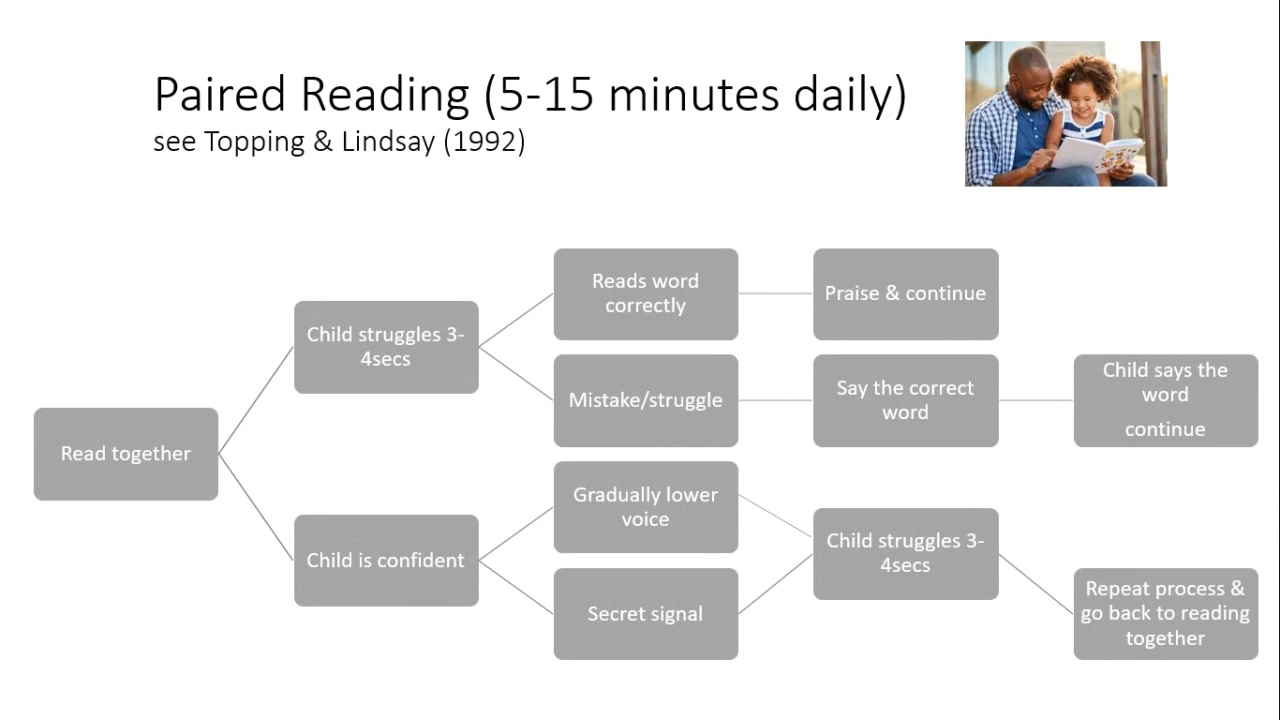 Paired Reading (5-15 minutes daily)
see Topping & Lindsay (1992)
Read together
Child struggles 3-
4secs
Reads word
correctly
Praise & continue
Mistake/struggle
Say the correct
word
Child says the
word
continue
Child is confident
Gradually lower
voice
Secret signal
Child struggles 3-
4secs
Repeat process &
go back to reading
together